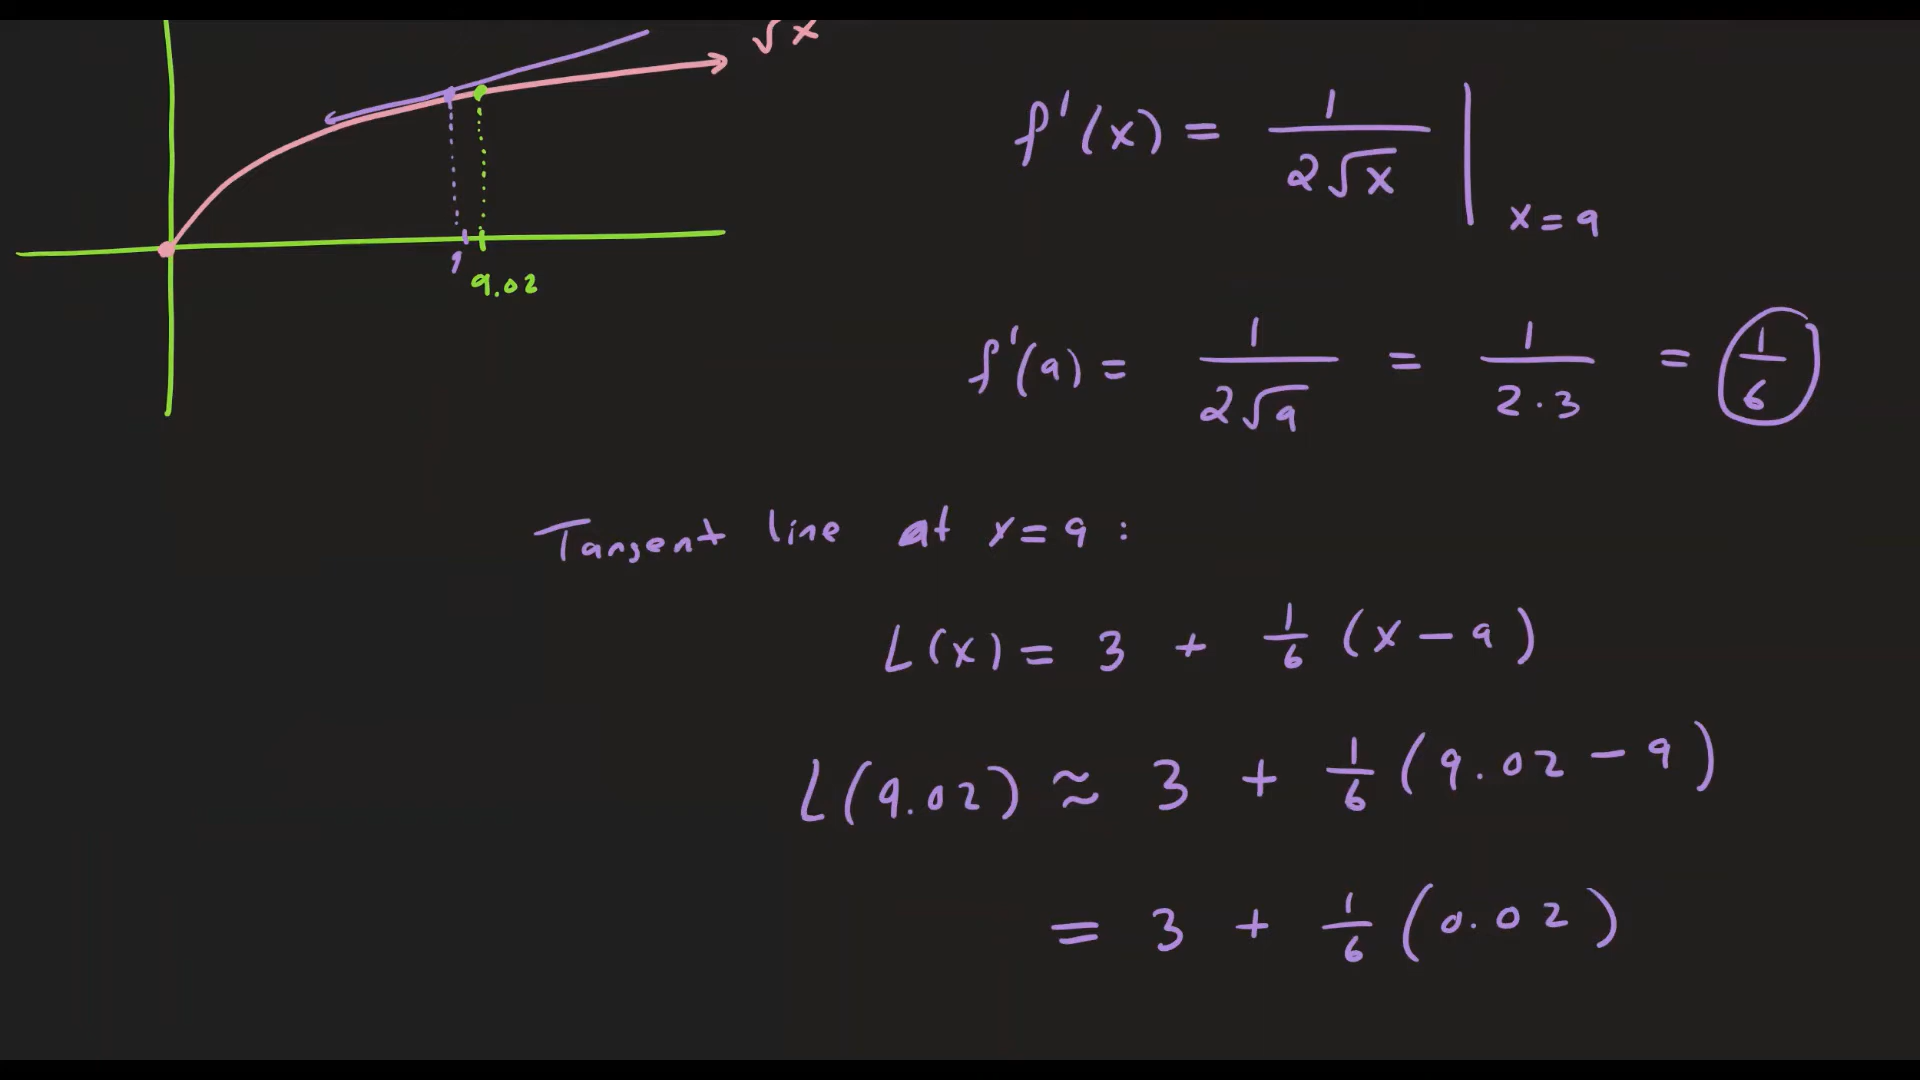 √x
9
9.02
f'(x) = 1/(2√x) | x=9
f'(9) = 1/(2√9) = 1/(2·3) = 1/6
Tangent line at x=9:
L(x) = 3 + 1/6 (x-9)
L(9.02) ≈ 3 + 1/6 (9.02-9)
= 3 + 1/6 (0.02)